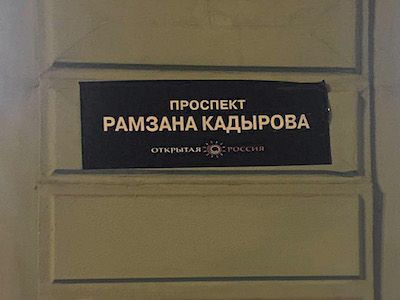 ПРОСПЕКТ
РАМЗАНА КАДЫРОВА
ОТКРЫТАЯ РОССИЯ